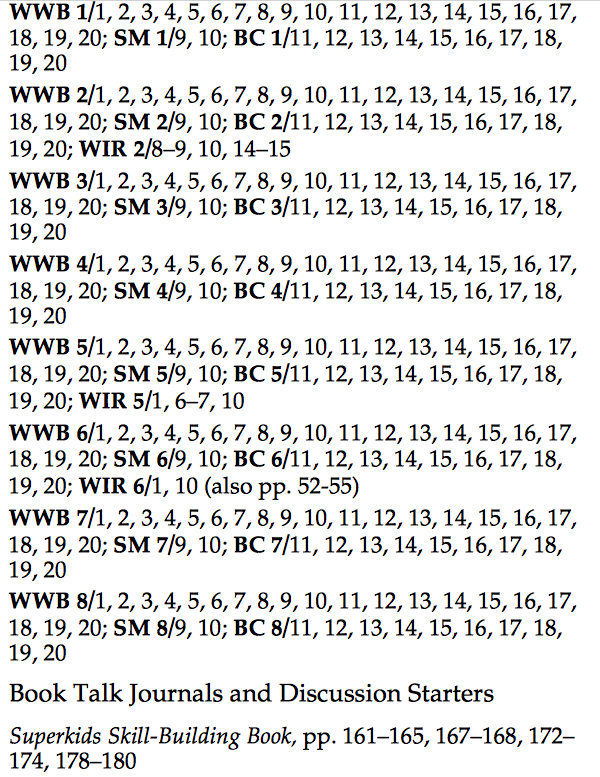 WWB 1/1, 2, 3, 4, 5, 6, 7, 8, 9, 10, 11, 12, 13, 14, 15, 16, 17,
18, 19, 20; SM 1/9, 10; BC 1/11, 12, 13, 14, 15, 16, 17, 18,
19, 20
WWB 2/1, 2, 3, 4, 5, 6, 7, 8, 9, 10, 11, 12, 13, 14, 15, 16, 17,
18, 19, 20; SM 2/9, 10; BC 2/11, 12, 13, 14, 15, 16, 17, 18,
19, 20; WIR 2/8–9, 10, 14–15
WWB 3/1, 2, 3, 4, 5, 6, 7, 8, 9, 10, 11, 12, 13, 14, 15, 16, 17,
18, 19, 20; SM 3/9, 10; BC 3/11, 12, 13, 14, 15, 16, 17, 18,
19, 20
WWB 4/1, 2, 3, 4, 5, 6, 7, 8, 9, 10, 11, 12, 13, 14, 15, 16, 17,
18, 19, 20; SM 4/9, 10; BC 4/11, 12, 13, 14, 15, 16, 17, 18,
19, 20
WWB 5/1, 2, 3, 4, 5, 6, 7, 8, 9, 10, 11, 12, 13, 14, 15, 16, 17,
18, 19, 20; SM 5/9, 10; BC 5/11, 12, 13, 14, 15, 16, 17, 18,
19, 20; WIR 5/1, 6–7, 10
WWB 6/1, 2, 3, 4, 5, 6, 7, 8, 9, 10, 11, 12, 13, 14, 15, 16, 17,
18, 19, 20; SM 6/9, 10; BC 6/11, 12, 13, 14, 15, 16, 17, 18,
19, 20; WIR 6/1, 10 (also pp. 52-55)
WWB 7/1, 2, 3, 4, 5, 6, 7, 8, 9, 10, 11, 12, 13, 14, 15, 16, 17,
18, 19, 20; SM 7/9, 10; BC 7/11, 12, 13, 14, 15, 16, 17, 18,
19, 20
WWB 8/1, 2, 3, 4, 5, 6, 7, 8, 9, 10, 11, 12, 13, 14, 15, 16, 17,
18, 19, 20; SM 8/9, 10; BC 8/11, 12, 13, 14, 15, 16, 17, 18,
19, 20
Book Talk Journals and Discussion Starters
Superkids Skill-Building Book, pp. 161–165, 167–168, 172–
174, 178–180